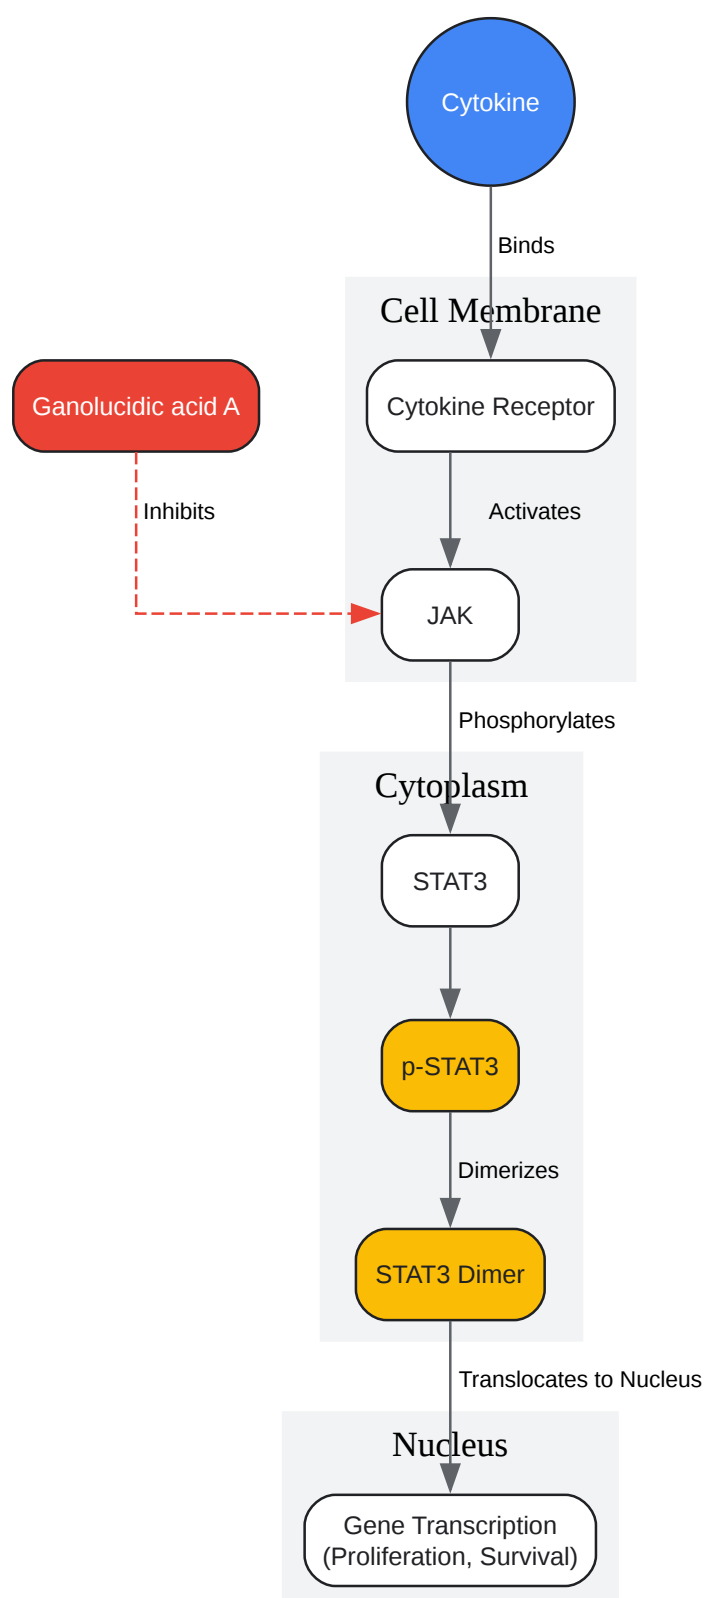 Cytokine
Binds
Cell Membrane
Ganolucidic acid A
Cytokine Receptor
Inhibits
Activates
JAK
Phosphorylates
Cytoplasm
STAT3
p-STAT3
Dimerizes
STAT3 Dimer
Translocates to Nucleus
Nucleus
Gene Transcription
(Proliferation, Survival)